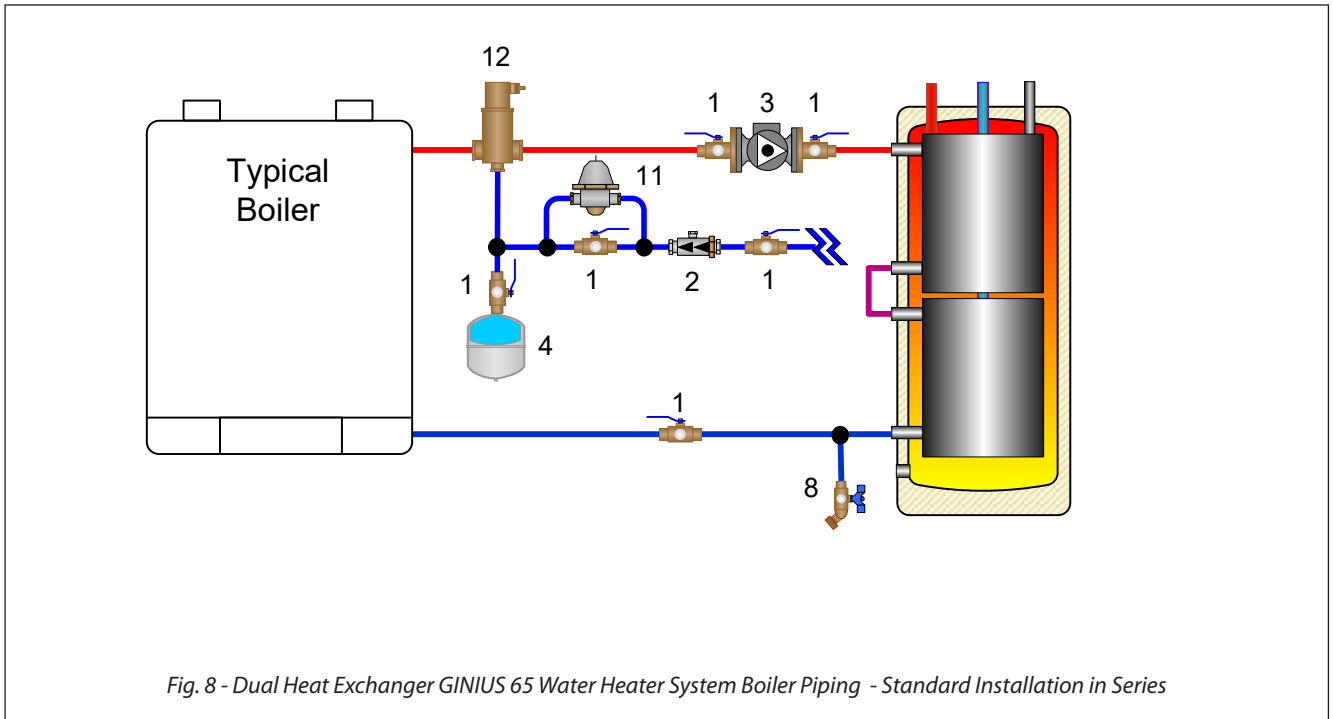 12
1 3 1
Typical
Boiler
11
1 2 1
1
4
1
8
Fig. 8 - Dual Heat Exchanger GINIUS 65 Water Heater System Boiler Piping - Standard Installation in Series